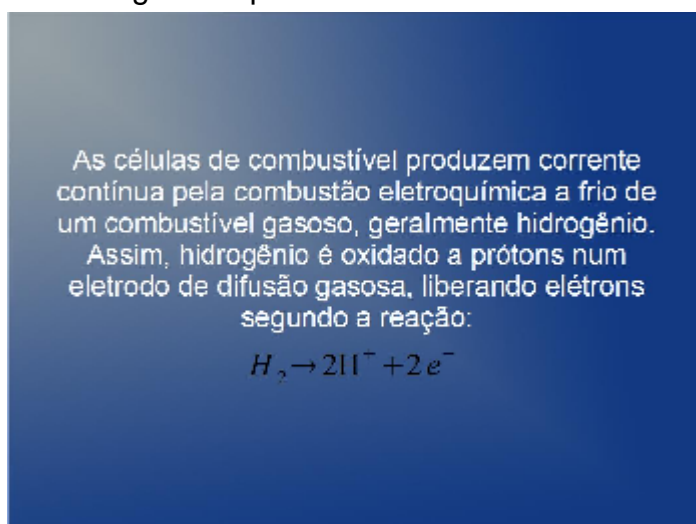 As células de combustível produzem corrente
contínua pela combustão eletroquímica a frio de
um combustível gasoso, geralmente hidrogênio.
Assim, hidrogênio é oxidado a prótons num
eletrodo de difusão gasosa, liberando elétrons
segundo a reação:
H₂→2H⁺+2e⁻